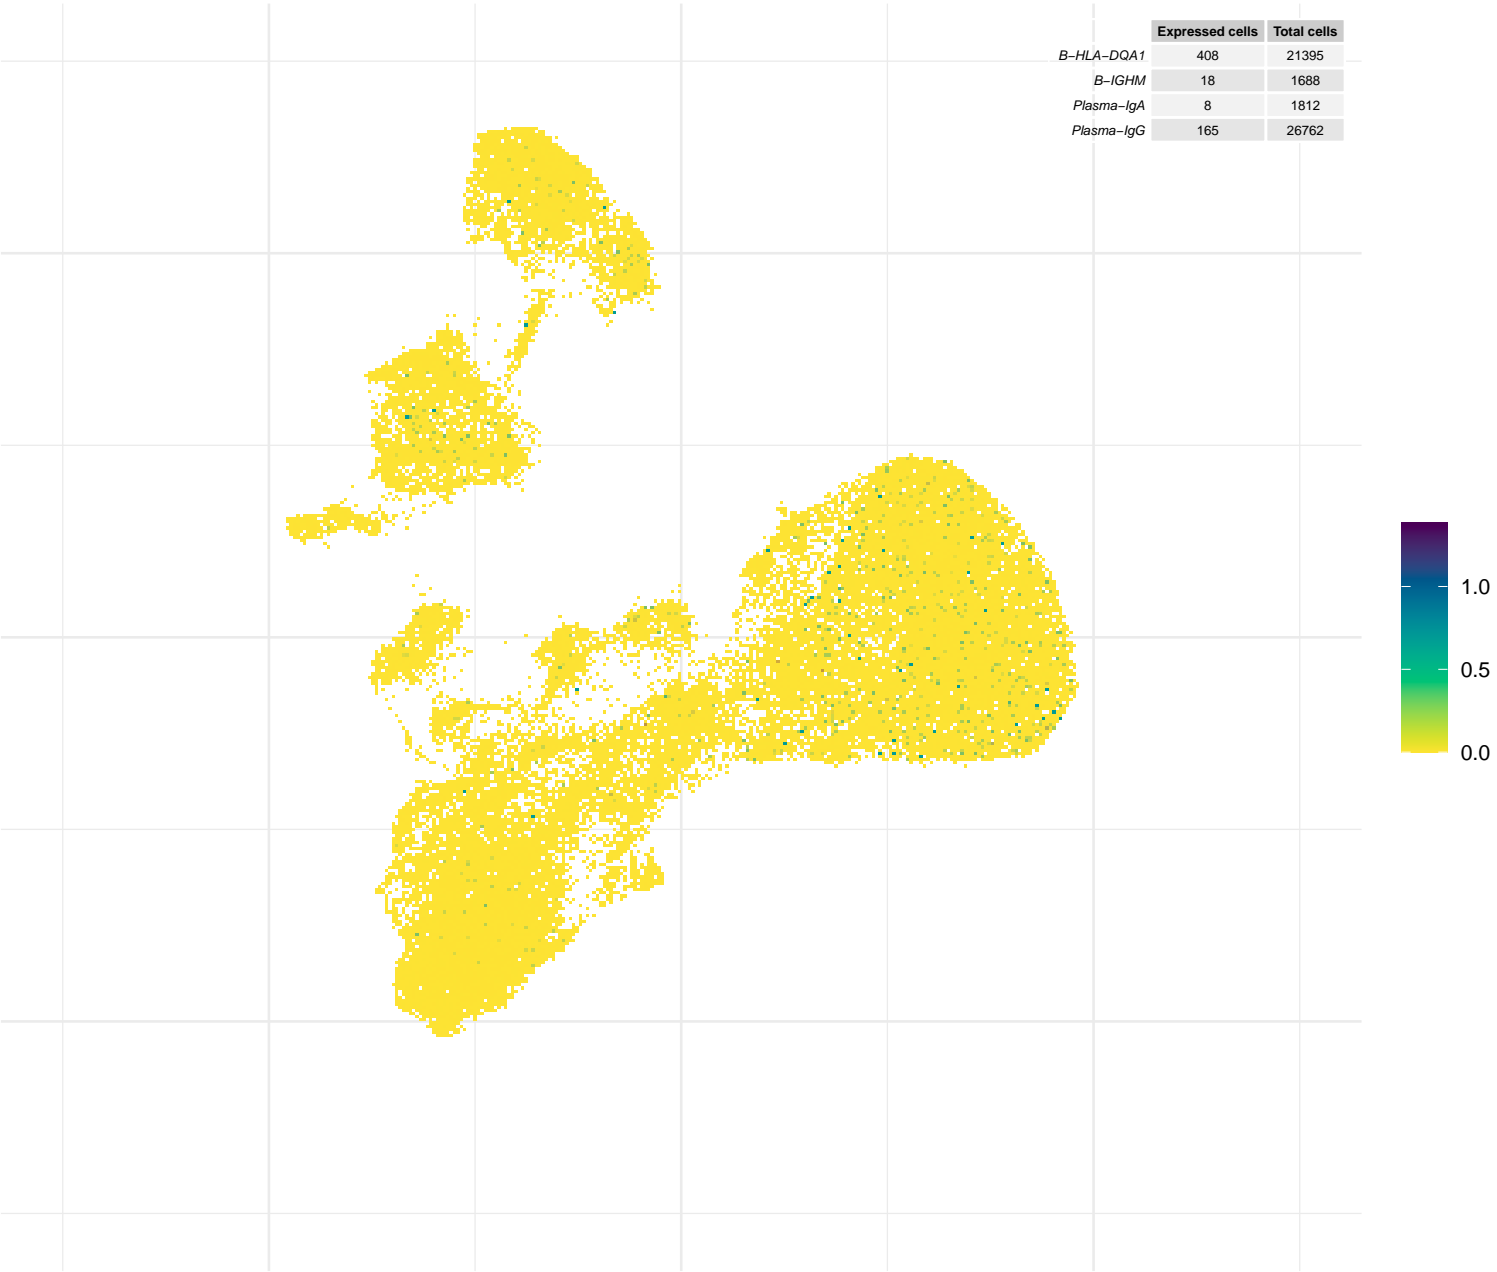 Expressed cells Total cells
B−HLA−DQA1 408 21395
B−IGHM 18 1688
Plasma−IgA 8 1812
Plasma−IgG 165 26762
1.0
0.5
0.0